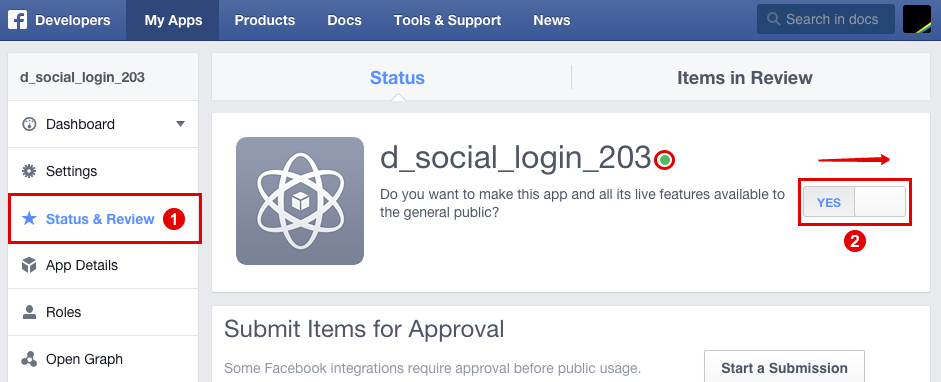 f Developers My Apps Products Docs Tools & Support News Search in docs
d_social_login_203
Dashboard
Settings
Status & Review 1
App Details
Roles
Open Graph
Status Items in Review
d_social_login_203
Do you want to make this app and all its live features available to
the general public?
YES
2
Submit Items for Approval
Some Facebook integrations require approval before public usage.
Start a Submission